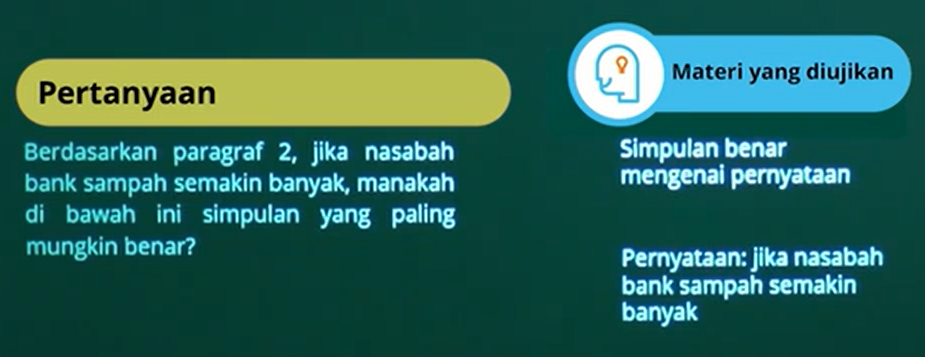 Pertanyaan
Berdasarkan paragraf 2, jika nasabah
bank sampah semakin banyak, manakah
di bawah ini simpulan yang paling
mungkin benar?
Materi yang diujikan
Simpulan benar
mengenai pernyataan
Pernyataan: jika nasabah
bank sampah semakin
banyak